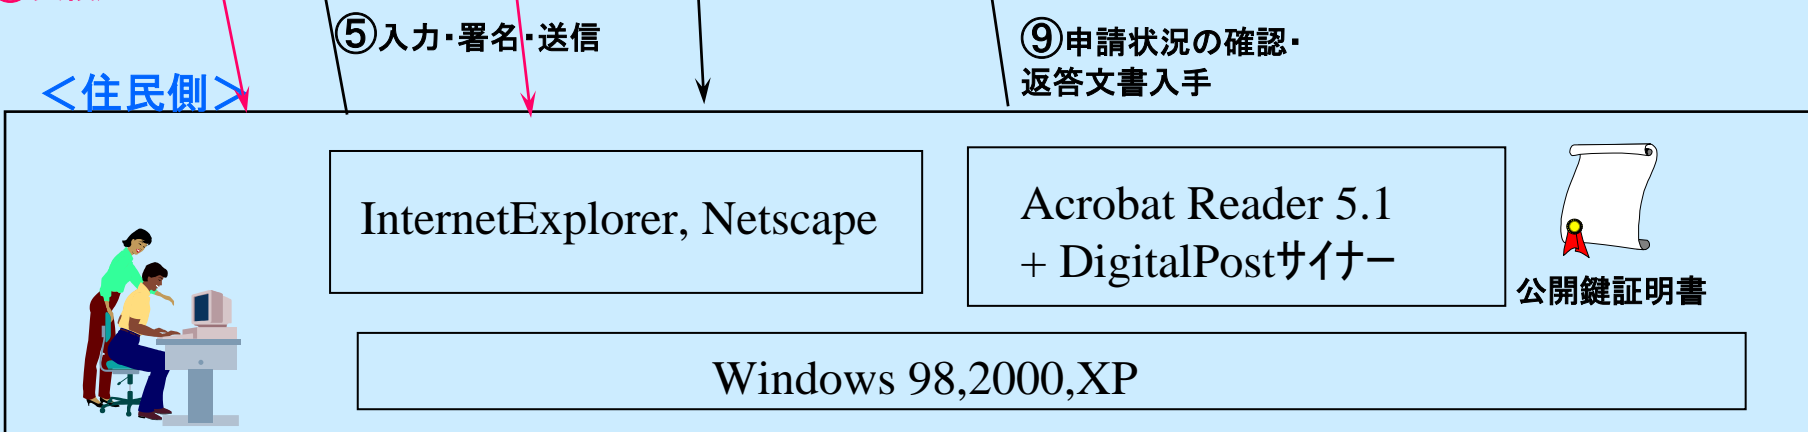 ⑤入力・署名・送信
⑨申請状況の確認・
返答文書入手
＜住民側＞
InternetExplorer, Netscape
Acrobat Reader 5.1
+ DigitalPostサイナー
公開鍵証明書
Windows 98,2000,XP